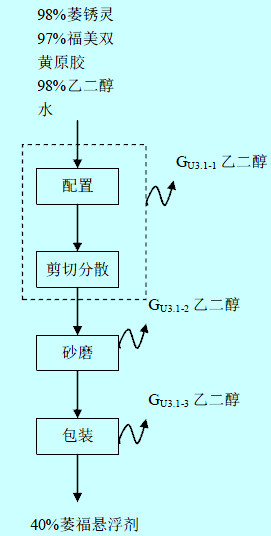 98%萎锈灵
97%福美双
黄原胶
98%乙二醇
水
GU3.1-1 乙二醇
配置
剪切分散
GU3.1-2 乙二醇
砂磨
GU3.1-3 乙二醇
包装
40%萎福悬浮剂